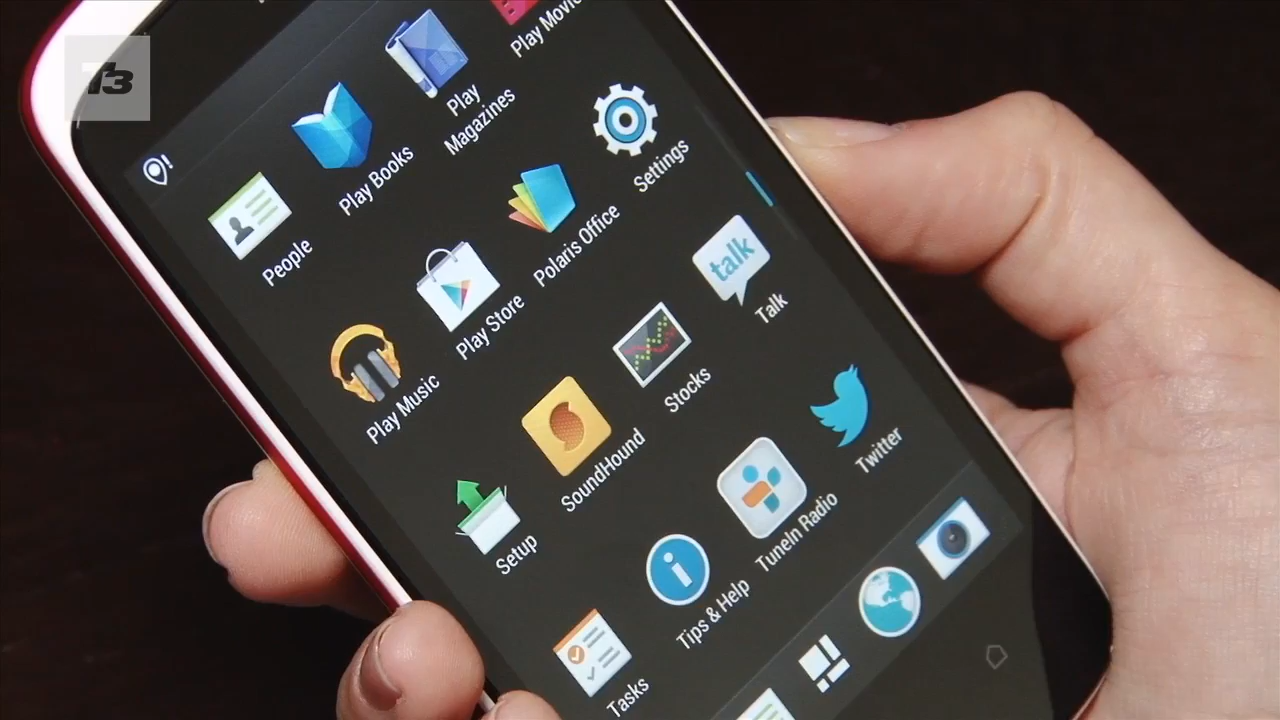 T3
Play Movie
Play
Magazines
Play Books
People
Settings
Polaris Office
Play Store
Play Music
talk
Talk
Stocks
SoundHound
Setup
Twitter
TuneIn Radio
i
Tips & Help
Tasks